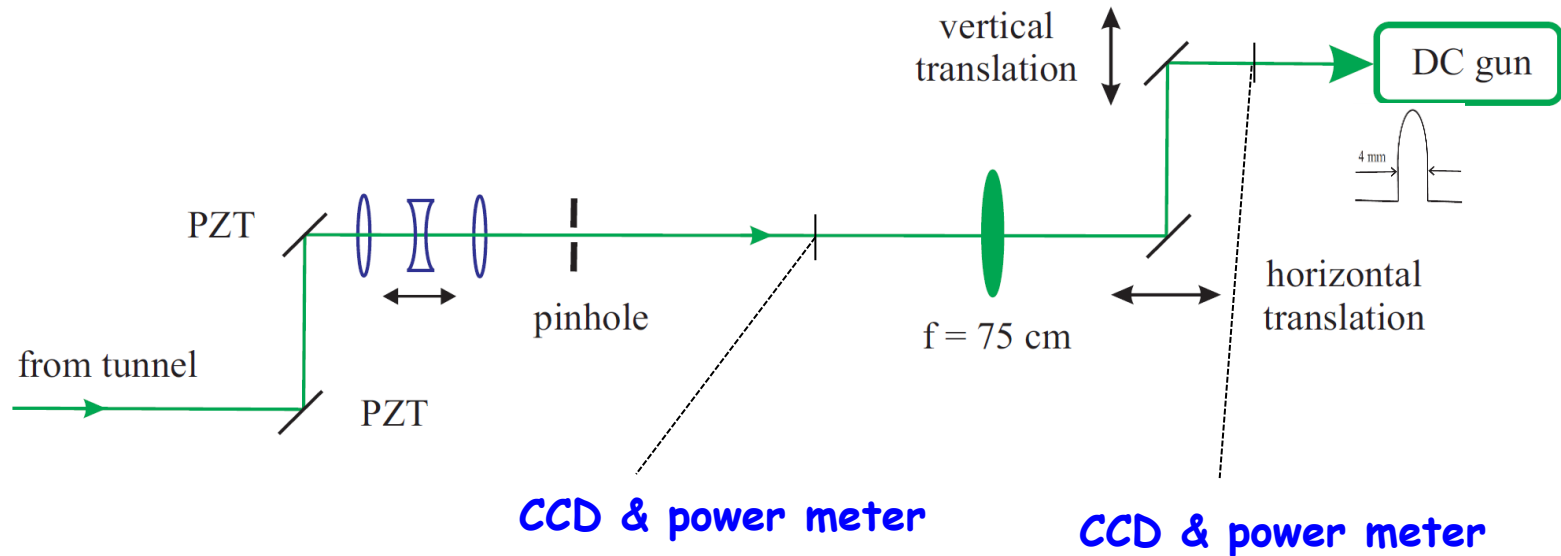 vertical
translation
DC gun
4 mm
PZT
pinhole
f = 75 cm
horizontal
translation
from tunnel
PZT
CCD & power meter
CCD & power meter